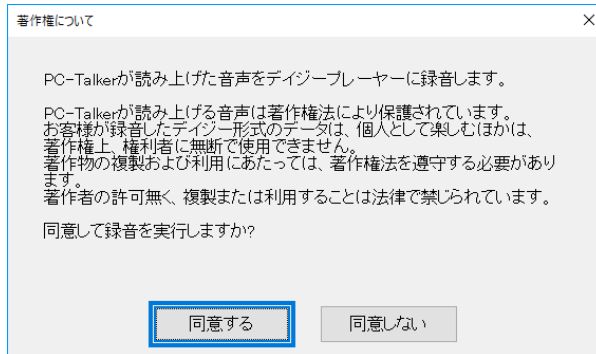 著作権について
PC-Talkerが読み上げた音声をデイジープレーヤーに録音します。
PC-Talkerが読み上げる音声は著作権法により保護されています。
お客様が録音したデイジー形式のデータは、個人として楽しむほかは、
著作権上、権利者に無断で使用できません。
著作物の複製および利用にあたっては、著作権法を遵守する必要があり
ます。
著作者の許可無く、複製または利用することは法律で禁じられています。
同意して録音を実行しますか?
同意する
同意しない